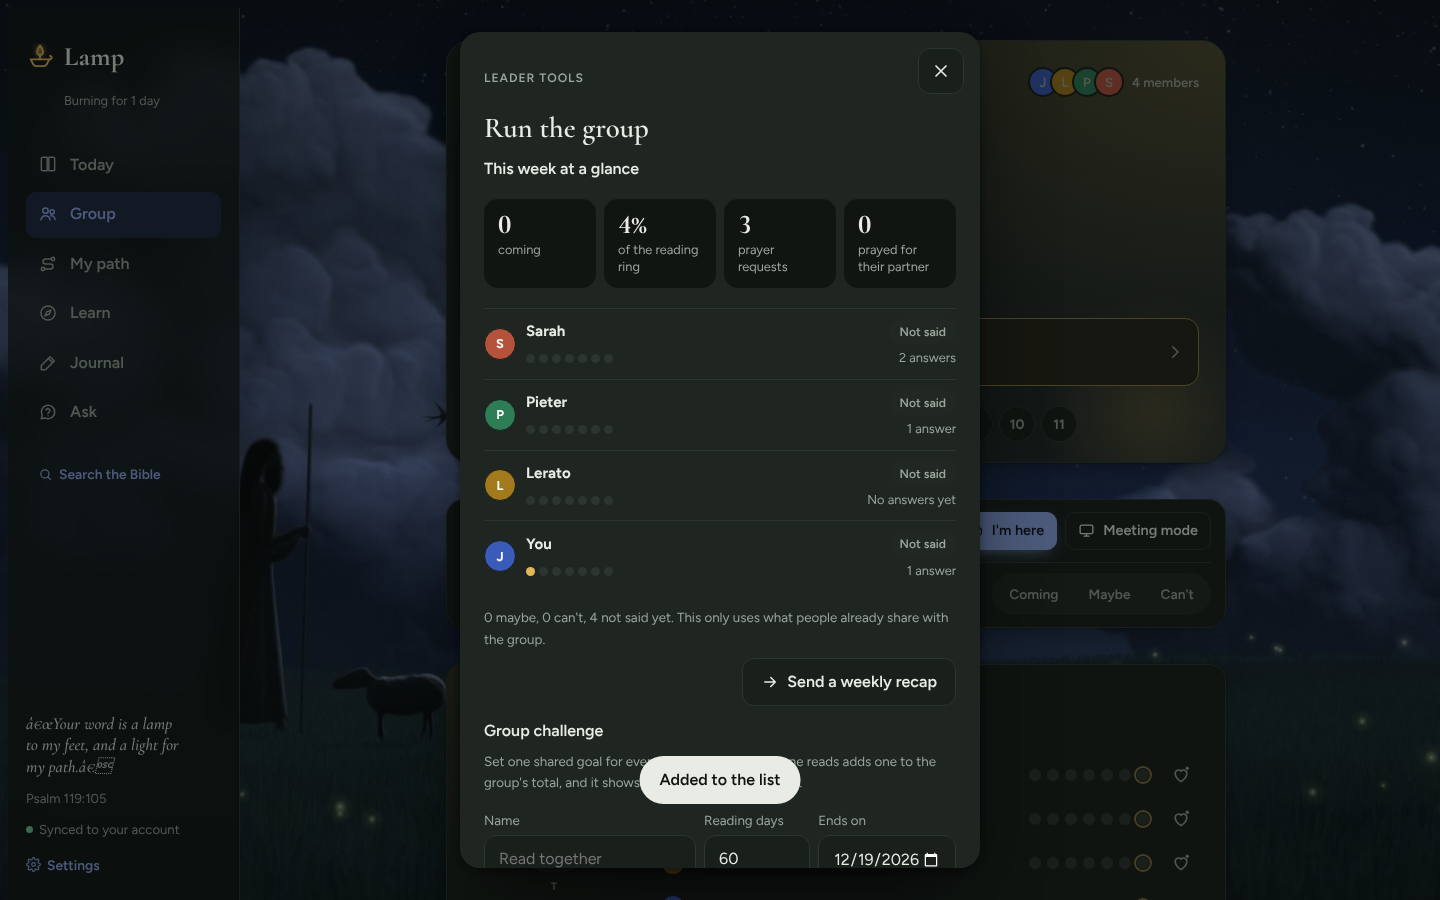 Lamp
Burning for 1 day
Today
Group
My path
Learn
Journal
Ask
Search the Bible
“Your word is a lamp
to my feet, and a light for
my path.â€
Psalm 119:105
Synced to your account
Settings
LEADER TOOLS
Run the group
This week at a glance
0
coming
4%
of the reading
ring
3
prayer
requests
0
prayed for
their partner
S
Sarah
Not said
2 answers
P
Pieter
Not said
1 answer
L
Lerato
Not said
No answers yet
J
You
Not said
1 answer
0 maybe, 0 can't, 4 not said yet. This only uses what people already share with
the group.
Send a weekly recap
Group challenge
Set one shared goal for ever
ne reads adds one to the
group's total, and it shows
Added to the list
Name
Reading days
Ends on
Read together
60
12/19/2026
T
J L P S
4 members
10
11
I'm here
Meeting mode
Coming
Maybe
Can't